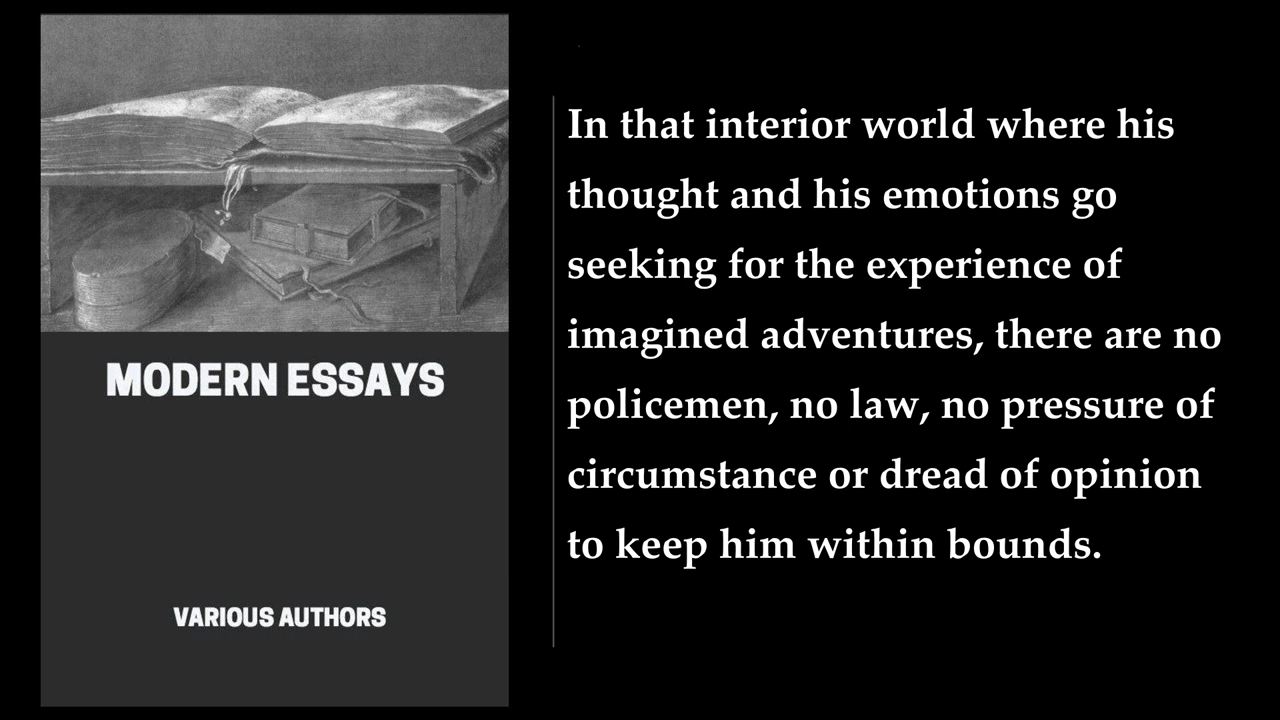 MODERN ESSAYS
VARIOUS AUTHORS
In that interior world where his
thought and his emotions go
seeking for the experience of
imagined adventures, there are no
policemen, no law, no pressure of
circumstance or dread of opinion
to keep him within bounds.